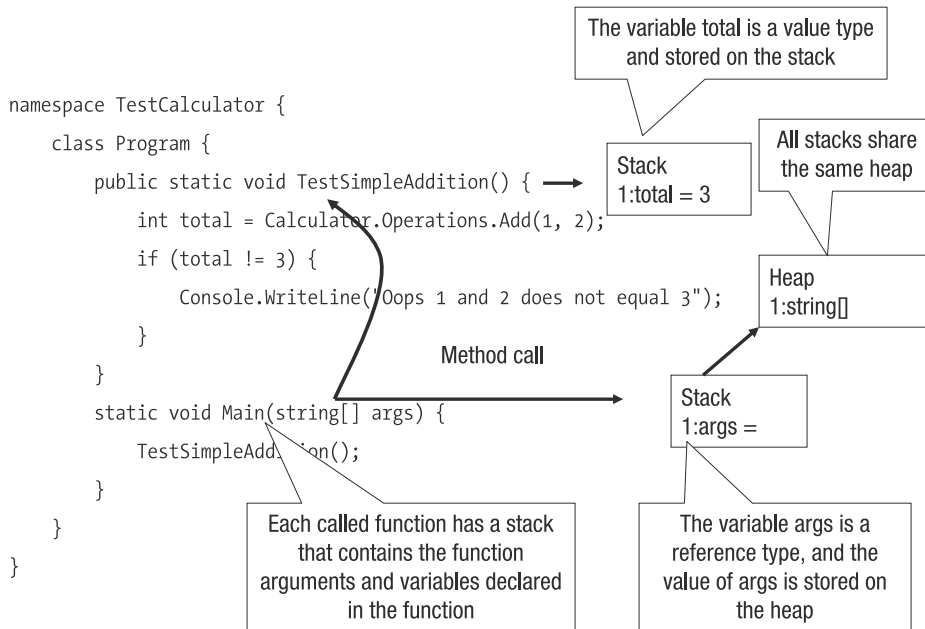 The variable total is a value type
and stored on the stack
namespace TestCalculator {
class Program {
public static void TestSimpleAddition() {
int total = Calculator.Operations.Add(1, 2);
if (total != 3) {
Console.WriteLine("Oops 1 and 2 does not equal 3");
}
}
static void Main(string[] args) {
TestSimpleAddition();
}
}
}
Stack
1:total = 3
All stacks share
the same heap
Heap
1:string[]
Method call
Stack
1:args =
Each called function has a stack
that contains the function
arguments and variables declared
in the function
The variable args is a
reference type, and the
value of args is stored on
the heap